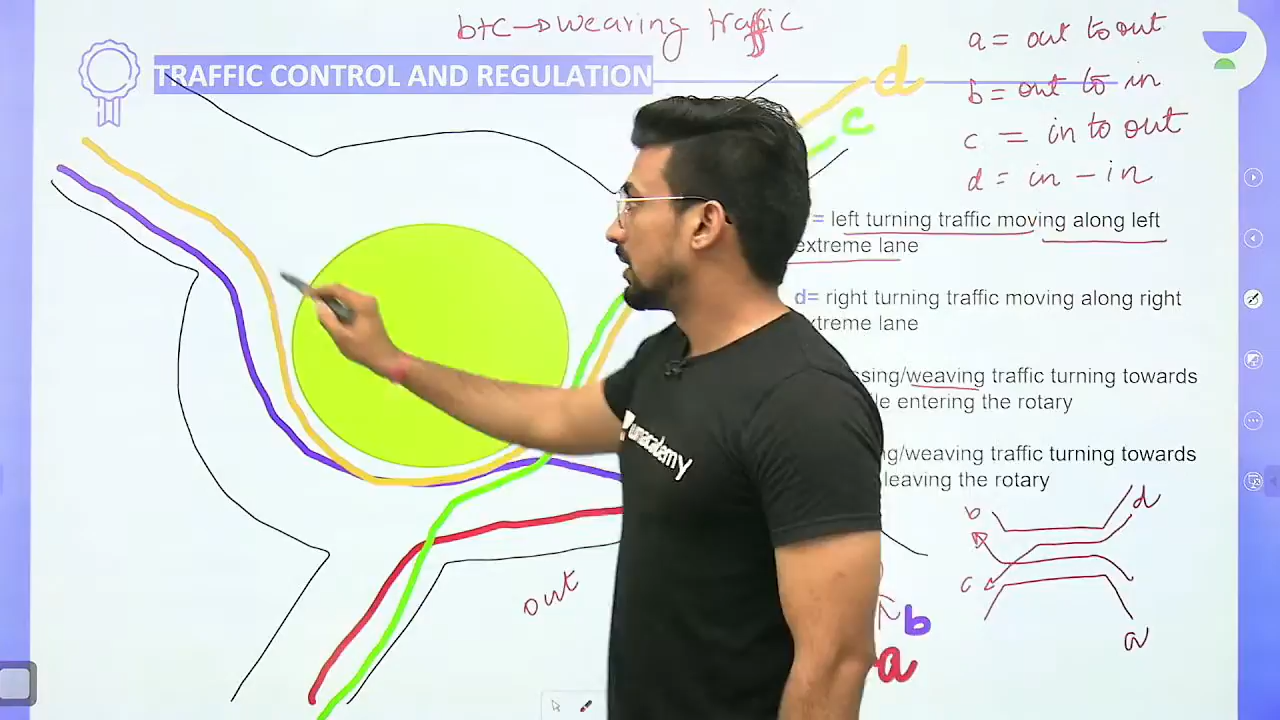 b+c→weaving traffic
TRAFFIC CONTROL AND REGULATION
a = out to out
b = out to in
c = in to out
d = in - in
d
c
= left turning traffic moving along left
extreme lane
d= right turning traffic moving along right
extreme lane
weaving traffic turning towards
entering the rotary
weaving traffic turning towards
leaving the rotary
out
b
a
b
d
c
a
unacademy